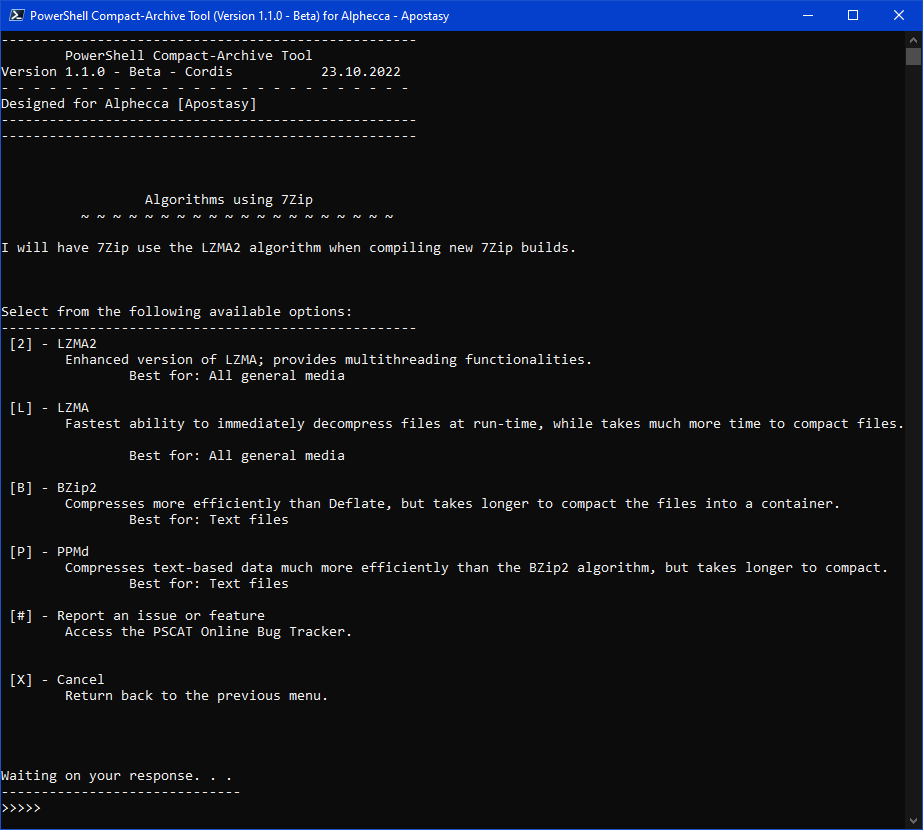 PowerShell Compact-Archive Tool (Version 1.1.0 - Beta) for Alphecca - Apostasy
----------------------------------------------------
PowerShell Compact-Archive Tool
Version 1.1.0 - Beta - Cordis 23.10.2022
- - - - - - - - - - - - - - - - - - - - - - - - - -
Designed for Alphecca [Apostasy]
----------------------------------------------------
----------------------------------------------------
Algorithms using 7Zip
~ ~ ~ ~ ~ ~ ~ ~ ~ ~ ~ ~ ~ ~ ~ ~ ~ ~ ~ ~
I will have 7Zip use the LZMA2 algorithm when compiling new 7Zip builds.
Select from the following available options:
----------------------------------------------------
[2] - LZMA2
Enhanced version of LZMA; provides multithreading functionalities.
Best for: All general media
[L] - LZMA
Fastest ability to immediately decompress files at run-time, while takes much more time to compact files.
Best for: All general media
[B] - BZip2
Compresses more efficiently than Deflate, but takes longer to compact the files into a container.
Best for: Text files
[P] - PPMd
Compresses text-based data much more efficiently than the BZip2 algorithm, but takes longer to compact.
Best for: Text files
[#] - Report an issue or feature
Access the PSCAT Online Bug Tracker.
[X] - Cancel
Return back to the previous menu.
Waiting on your response. . .
------------------------------
>>>>>